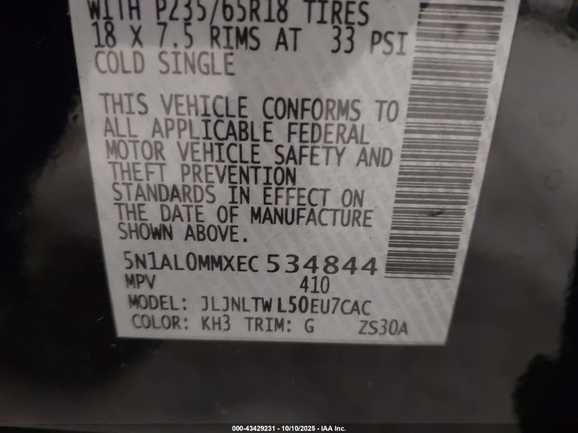 WITH P235/65R18 TIRES
18 X 7.5 RIMS AT 33 PSI
COLD SINGLE
THIS VEHICLE CONFORMS TO
ALL APPLICABLE FEDERAL
MOTOR VEHICLE SAFETY AND
THEFT PREVENTION
STANDARDS IN EFFECT ON
THE DATE OF MANUFACTURE
SHOWN ABOVE.
5N1AL0MMXEC534844
MPV 410
MODEL: JLJNLTWL50EU7CAC
COLOR: KH3 TRIM: G ZS30A
000-43429231 - 10/10/2025 - IAA Inc.